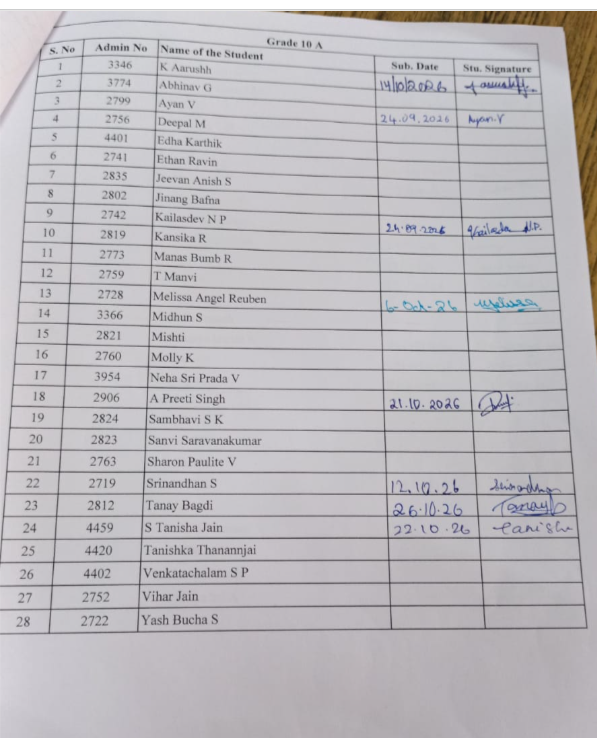 Grade 10 A
S. No Admin No Name of the Student Sub. Date Stu. Signature
1 3346 K Aarushh 14/10/2026
2 3774 Abhinav G
3 2799 Ayan V 24.09.2026 Ayan.V
4 2756 Deepal M
5 4401 Edha Karthik
6 2741 Ethan Ravin
7 2835 Jeevan Anish S
8 2802 Jinang Bafna
9 2742 Kailasdev N P 24.09.2026
10 2819 Kansika R
11 2773 Manas Bumb R
12 2759 T Manvi
13 2728 Melissa Angel Reuben 6-Oct-26 Melissa
14 3366 Midhun S
15 2821 Mishti
16 2760 Molly K
17 3954 Neha Sri Prada V
18 2906 A Preeti Singh 21.10.2026
19 2824 Sambhavi S K
20 2823 Sanvi Saravanakumar
21 2763 Sharon Paulite V
22 2719 Srinandhan S 12.10.26 Srinandhan
23 2812 Tanay Bagdi 26.10.26 Tanay
24 4459 S Tanisha Jain 22.10.26 Tanisha
25 4420 Tanishka Thanannjai
26 4402 Venkatachalam S P
27 2752 Vihar Jain
28 2722 Yash Bucha S